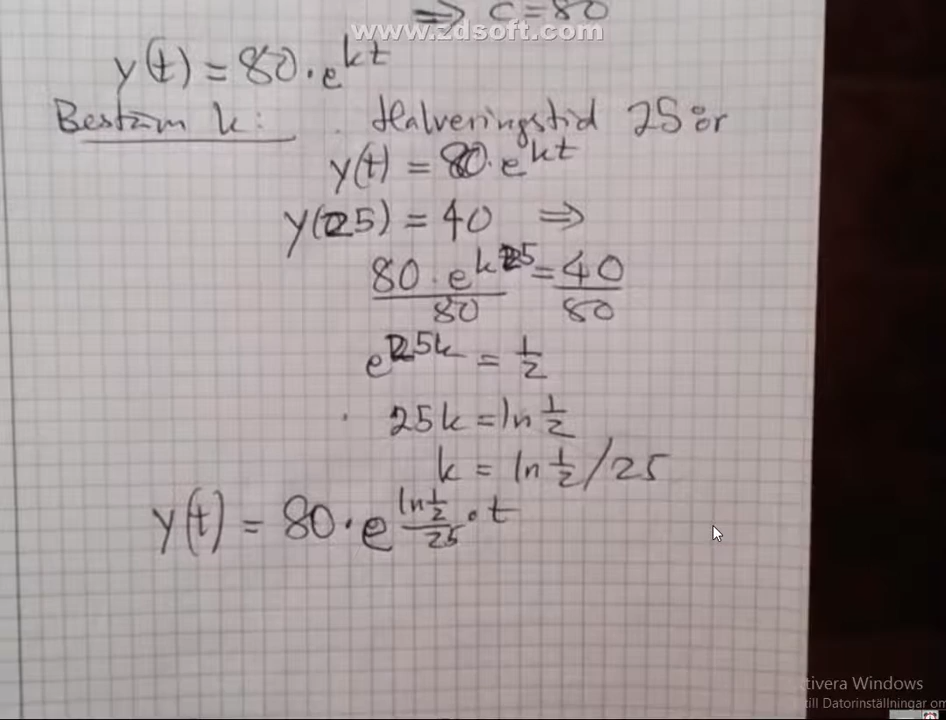 ⇒ C = 80
www.zdsoft.com
y(t) = 80 · e^kt
Bestäm k: Halveringstid 25 år
y(t) = 80 · e^kt
y(25) = 40 ⇒
80 · e^k25 / 80 = 40 / 80
e^25k = 1/2
25k = ln 1/2
k = ln 1/2 / 25
y(t) = 80 · e^(ln 1/2 / 25) · t
tivera Windows
till Datorinställningar om